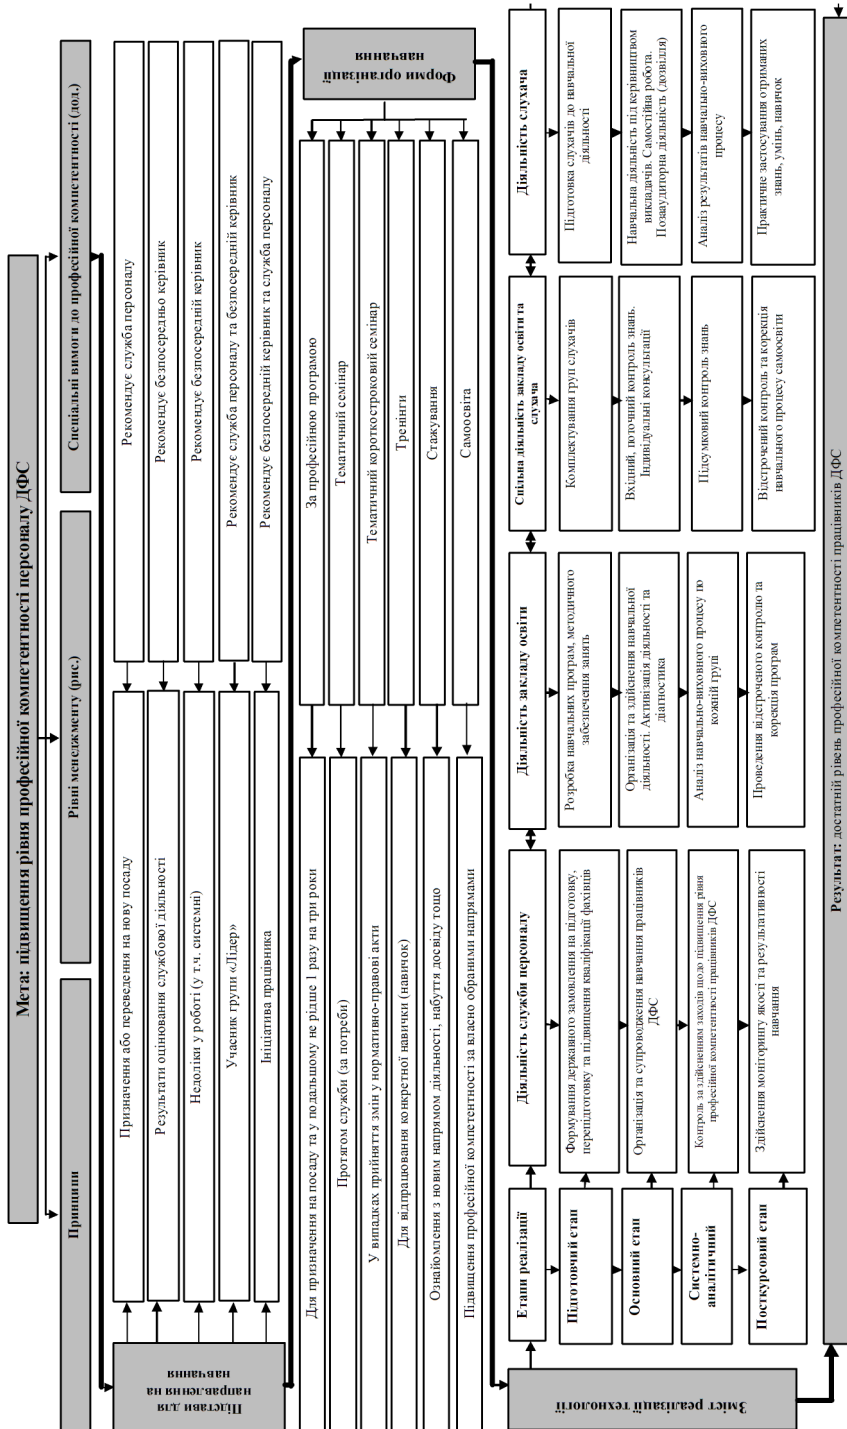 Мета: підвищення рівня професійної компетентності персоналу ДФС
Принципи
Рівні менеджменту (рис.)
Спеціальні вимоги до професійної компетентності (дод.)
Підстави для
направлення на
навчання
Призначення або переведення на нову посаду
Рекомендує служба персоналу
Результати оцінювання службової діяльності
Рекомендує безпосередньо керівник
Недоліки у роботі (у т.ч. системні)
Рекомендує безпосередній керівник
Учасник групи «Лідер»
Рекомендує служба персоналу та безпосередній керівник
Ініціатива працівника
Рекомендує безпосередній керівник та служба персоналу
Форми організації
навчання
Для призначення на посаду та у подальшому не рідше 1 разу на три роки
За професійною програмою
Протягом служби (за потреби)
Тематичний семінар
У випадках прийняття змін у нормативно-правові акти
Тематичний короткостроковий семінар
Для відпрацювання конкретної навички (навичок)
Тренінги
Ознайомлення з новим напрямом діяльності, набуття досвіду тощо
Стажування
Підвищення професійної компетентності за власно обраними напрямами
Самоосвіта
Зміст реалізації технології
Етапи реалізації
Діяльність служби персоналу
Діяльність закладу освіти
Спільна діяльність закладу освіти та
слухача
Діяльність слухача
Підготовчий етап
Формування державного замовлення на підготовку,
перепідготовку та підвищення кваліфікації фахівців
Розробка навчальних програм, методичного
забезпечення занять
Комплектування груп слухачів
Підготовка слухачів до навчальної
діяльності
Основний етап
Організація та супроводження навчання працівників
ДФС
Організація та здійснення навчальної
діяльності. Активізація діяльності та
діагностика
Вхідний, поточний контроль знань.
Індивідуальні консультації
Навчальна діяльність під керівництвом
викладачів. Самостійна робота.
Позааудиторна діяльність (дозвілля)
Системно-
аналітичний
Контроль за здійсненням заходів щодо підвищення рівня
професійної компетентності працівників ДФС
Аналіз навчально-виховного процесу по
кожній групі
Підсумковий контроль знань
Аналіз результатів навчально-виховного
процесу
Посткурсовий етап
Здійснення моніторингу якості та результативності
навчання
Проведення відстроченого контролю та
корекція програм
Відстрочений контроль та корекція
навчального процесу самоосвіти
Практичне застосування отриманих
знань, умінь, навичок
Результат: достатній рівень професійної компетентності працівників ДФС